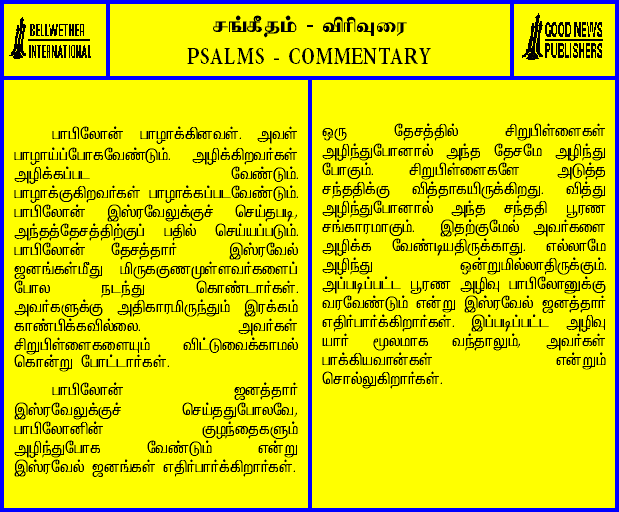 BELLWETHER
INTERNATIONAL
சங்கீதம் - விரிவுரை
PSALMS - COMMENTARY
GOOD NEWS
PUBLISHERS
பாபிலோன் பாழாக்கினவள். அவள்
பாழாய்ப்போகவேண்டும். அழிக்கிறவர்கள்
அழிக்கப்பட வேண்டும்.
பாழாக்குகிறவர்கள் பாழாக்கப்படவேண்டும்.
பாபிலோன் இஸ்ரவேலுக்குச் செய்தபடி,
அந்தத்தேசத்திற்குப் பதில் செய்யப்படும்.
பாபிலோன் தேசத்தார் இஸ்ரவேல்
ஜனங்கள்மீது மிருககுணமுள்ளவர்களைப்
போல நடந்து கொண்டார்கள்.
அவர்களுக்கு அதிகாரமிருந்தும் இரக்கம்
காண்பிக்கவில்லை. அவர்கள்
சிறுபிள்ளைகளையும் விட்டுவைக்காமல்
கொன்று போட்டார்கள்.
பாபிலோன் ஜனத்தார்
இஸ்ரவேலுக்குச் செய்ததுபோலவே,
பாபிலோனின் குழந்தைகளும்
அழிந்துபோக வேண்டும் என்று
இஸ்ரவேல் ஜனங்கள் எதிர்பார்க்கிறார்கள்.
ஒரு தேசத்தில் சிறுபிள்ளைகள்
அழிந்துபோனால் அந்த தேசமே அழிந்து
போகும். சிறுபிள்ளைகளே அடுத்த
சந்ததிக்கு வித்தாகயிருக்கிறது. வித்து
அழிந்துபோனால் அந்த சந்ததி பூரண
சங்காரமாகும். இதற்குமேல் அவர்களை
அழிக்க வேண்டியதிருக்காது. எல்லாமே
அழிந்து ஒன்றுமில்லாதிருக்கும்.
அப்படிப்பட்ட பூரண அழிவு பாபிலோனுக்கு
வரவேண்டும் என்று இஸ்ரவேல் ஜனத்தார்
எதிர்பார்க்கிறார்கள். இப்படிப்பட்ட அழிவு
யார் மூலமாக வந்தாலும், அவர்கள்
பாக்கியவான்கள் என்றும்
சொல்லுகிறார்கள்.